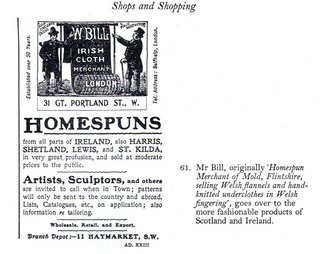 Shops and Shopping
Established over 50 Years.
W BILL
IRISH
CLOTH
MERCHANT
LONDON
Tel. Address:
London.
31 GT. PORTLAND ST., W.
HOMESPUNS
from all parts of IRELAND, also HARRIS,
SHETLAND, LEWIS, and ST. KILDA,
in very great profusion, and sold at moderate
prices to the public.
Artists, Sculptors, and others
are invited to call when in Town; patterns
will only be sent to the country and abroad.
Lists, Catalogues, etc., on application; also
information re tailoring.
Wholesale, Retail, and Export.
Branch Depot:—11 HAYMARKET, S.W.
AD. XXIII
61. Mr Bill, originally 'Homespun
Merchant of Mold, Flintshire,
selling Welsh flannels and hand-
knitted underclothes in Welsh
fingering', goes over to the
more fashionable products of
Scotland and Ireland.